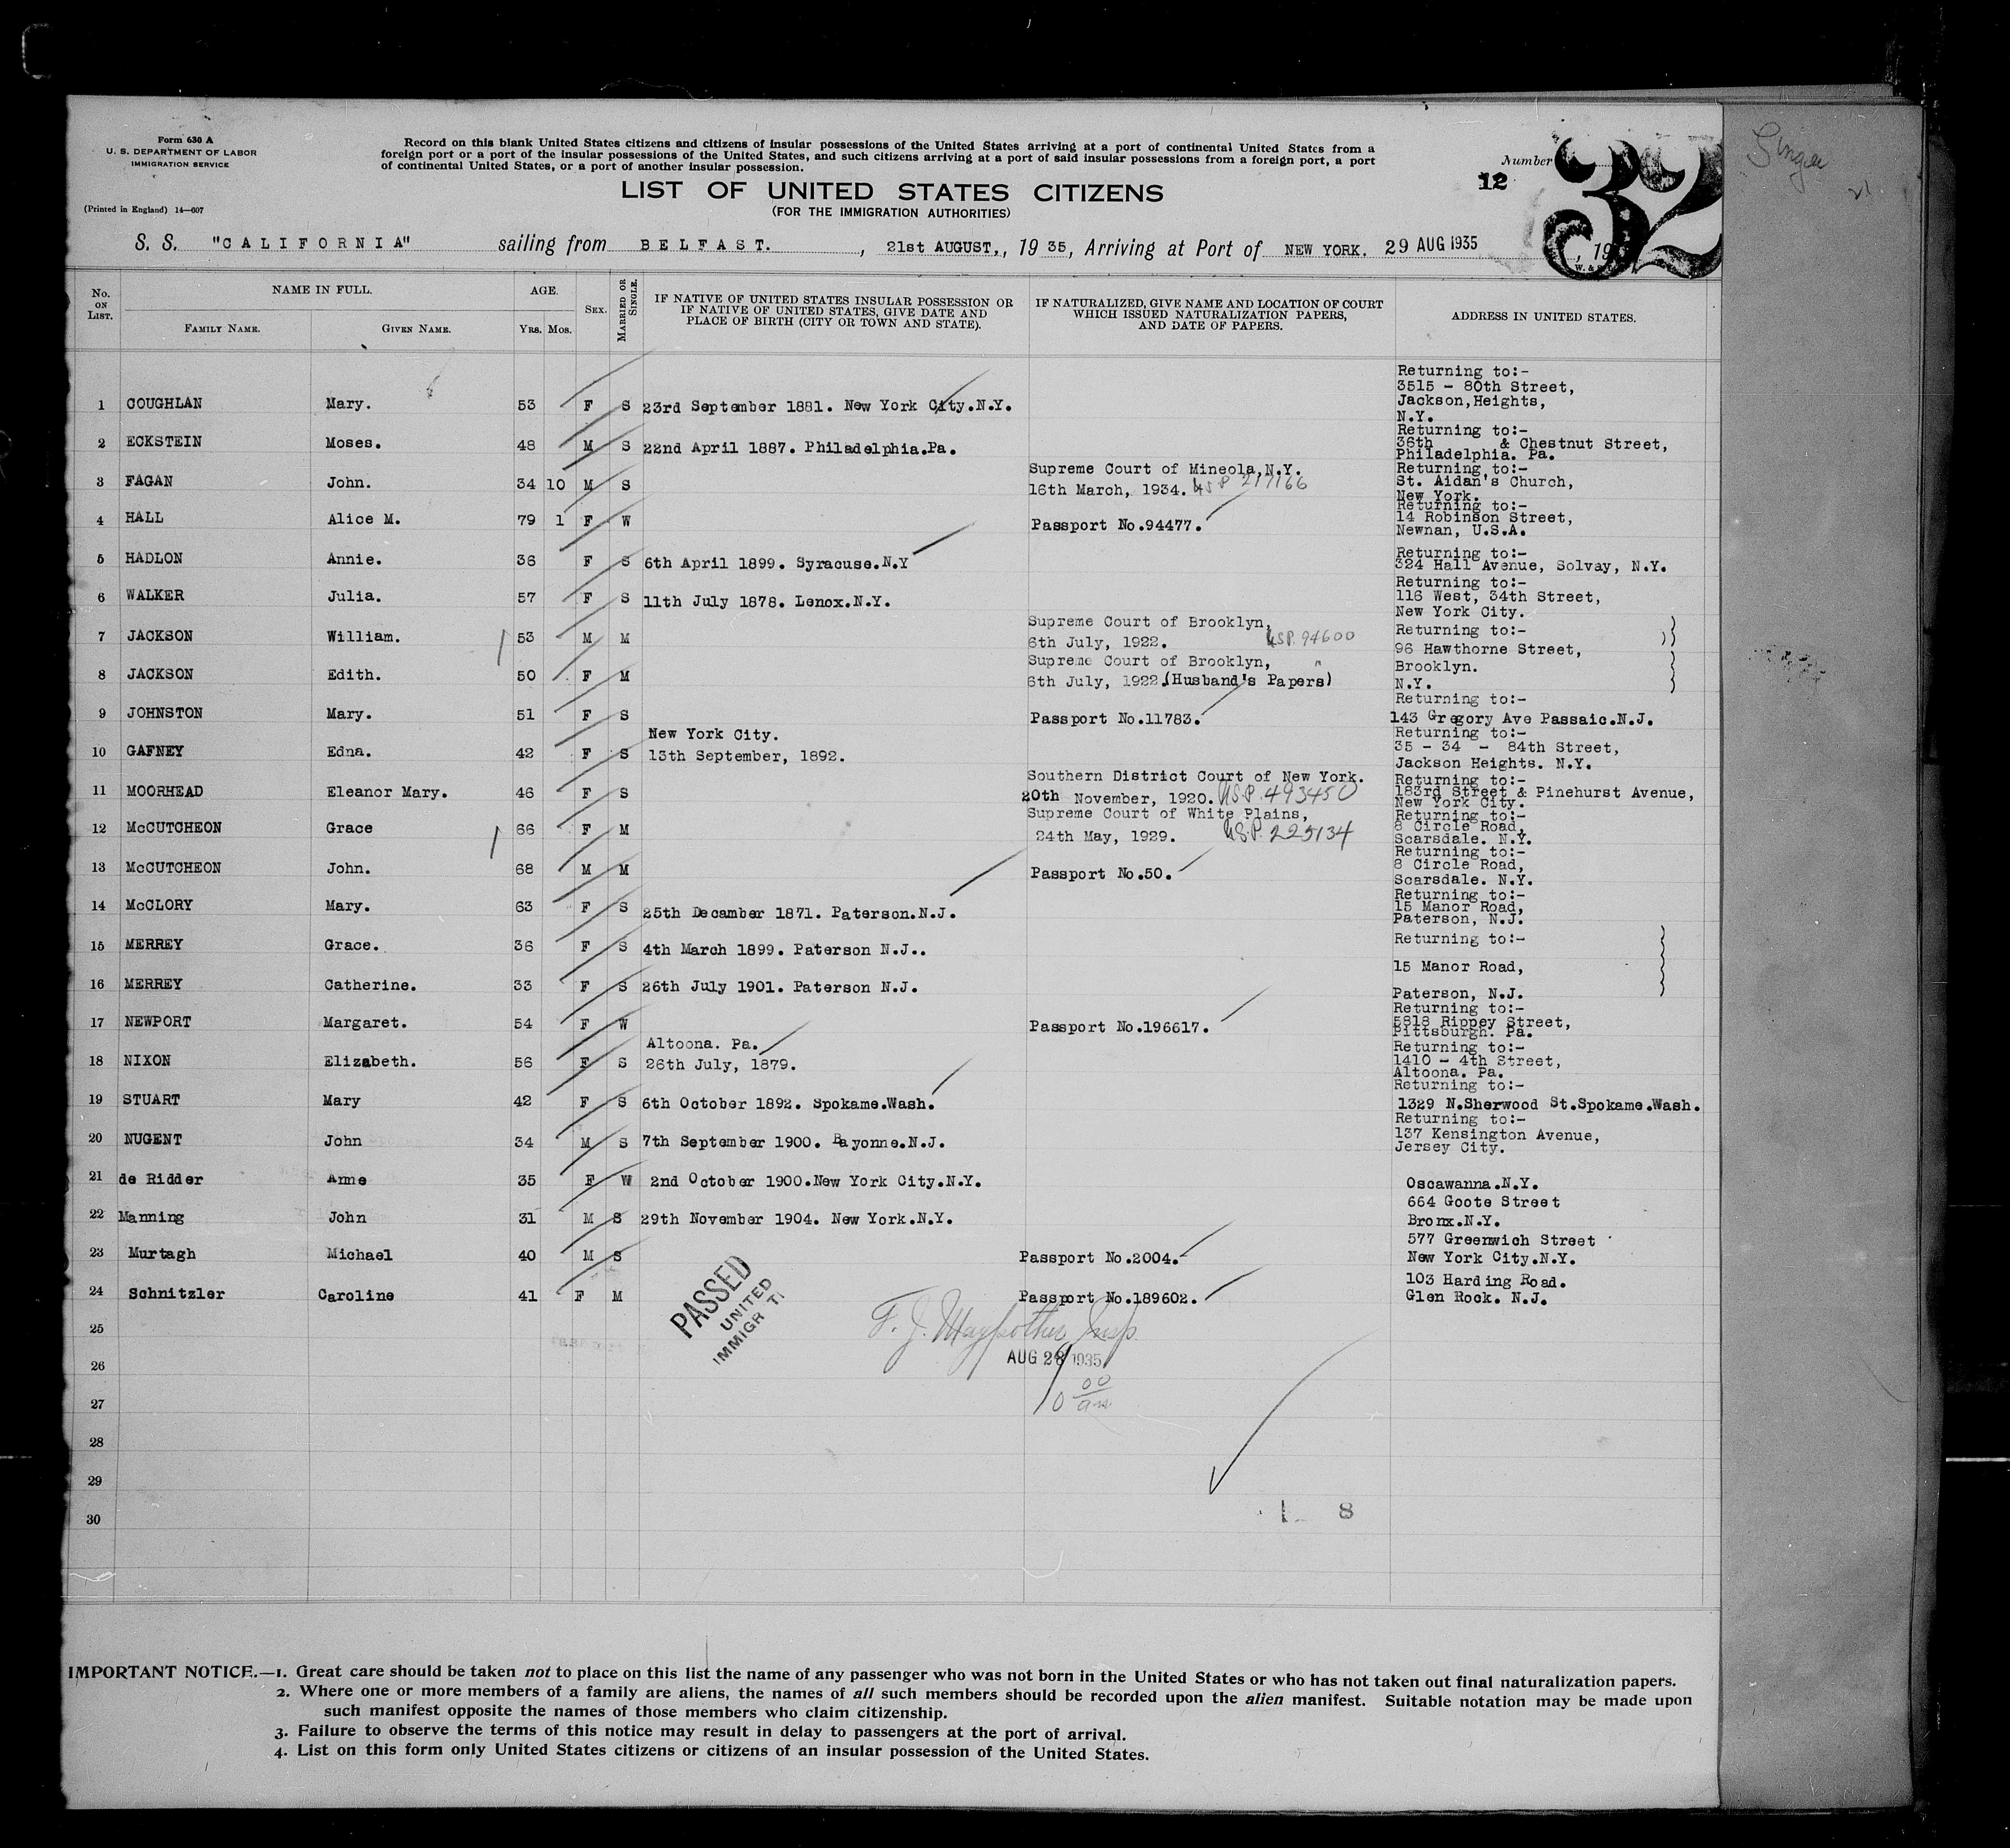 Form 630 A
U. S. DEPARTMENT OF LABOR
IMMIGRATION SERVICE
(Printed in England) 14—607
Record on this blank United States citizens and citizens of insular possessions of the United States arriving at a port of continental United States from a
foreign port or a port of the insular possessions of the United States, and such citizens arriving at a port of said insular possessions from a foreign port, a port
of continental United States, or a port of another insular possession.
Number
12
32
LIST OF UNITED STATES CITIZENS
(FOR THE IMMIGRATION AUTHORITIES)
S. S. "CALIFORNIA" sailing from BELFAST. , 21st AUGUST,, 19 35, Arriving at Port of NEW YORK. 29 AUG 1935 , 19
No. ON LIST. NAME IN FULL. AGE. SEX. MARRIED OR SINGLE. IF NATIVE OF UNITED STATES INSULAR POSSESSION OR IF NATIVE OF UNITED STATES, GIVE DATE AND PLACE OF BIRTH (CITY OR TOWN AND STATE). IF NATURALIZED, GIVE NAME AND LOCATION OF COURT WHICH ISSUED NATURALIZATION PAPERS, AND DATE OF PAPERS. ADDRESS IN UNITED STATES.
FAMILY NAME. GIVEN NAME. YRS. MOS.
1 COUGHLAN Mary. 53 F S 23rd September 1881. New York City.N.Y. Returning to:- 3515 - 80th Street, Jackson,Heights, N.Y.
2 ECKSTEIN Moses. 48 M S 22nd April 1887. Philadelphia.Pa. Returning to:- 36th & Chestnut Street, Philadelphia. Pa.
3 FAGAN John. 34 10 M S Supreme Court of Mineola,N.Y. 16th March, 1934. USP 217166 Returning to:- St. Aidan's Church, New York.
4 HALL Alice M. 79 1 F W Passport No.94477. Returning to:- 14 Robinson Street, Newnan, U.S.A.
5 HADLON Annie. 36 F S 6th April 1899. Syracuse.N.Y Returning to:- 324 Hall Avenue, Solvay, N.Y.
6 WALKER Julia. 57 F S 11th July 1878. Lenox.N.Y. Returning to:- 116 West, 34th Street, New York City.
7 JACKSON William. 53 M M Supreme Court of Brooklyn, 6th July, 1922. USP. 94600 Returning to:- 96 Hawthorne Street,
8 JACKSON Edith. 50 F M Supreme Court of Brooklyn, " 6th July, 1922.(Husband's Papers) Brooklyn. N.Y.
9 JOHNSTON Mary. 51 F S Passport No.11783. Returning to:- 143 Gregory Ave Passaic.N.J.
10 GAFNEY Edna. 42 F S New York City. 13th September, 1892. Returning to:- 35 - 34 - 84th Street, Jackson Heights. N.Y.
11 MOORHEAD Eleanor Mary. 46 F S Southern District Court of New York. 20th November, 1920. USP. 493450 Returning to:- 183rd Street & Pinehurst Avenue, New York City.
12 McCUTCHEON Grace 66 F M Supreme Court of White Plains, 24th May, 1929. USP. 225134 Returning to:- 8 Circle Road, Scarsdale. N.Y.
13 McCUTCHEON John. 68 M M Passport No.50. Returning to:- 8 Circle Road, Scarsdale. N.Y.
14 McCLORY Mary. 63 F S 25th December 1871. Paterson.N.J. Returning to:- 15 Manor Road, Paterson, N.J.
15 MERREY Grace. 36 F S 4th March 1899. Paterson N.J.. Returning to:-
15 Manor Road,
16 MERREY Catherine. 33 F S 26th July 1901. Paterson N.J. Paterson, N.J.
17 NEWPORT Margaret. 54 F W Passport No.196617. Returning to:- 5818 Rippey Street, Pittsburgh. Pa.
18 NIXON Elizabeth. 56 F S Altoona. Pa. 26th July, 1879. Returning to:- 1410 - 4th Street, Altoona. Pa.
19 STUART Mary 42 F S 6th October 1892. Spokame.Wash. Returning to:- 1329 N.Sherwood St.Spokame.Wash.
20 NUGENT John 34 M S 7th September 1900. Bayonne.N.J. Returning to:- 137 Kensington Avenue, Jersey City.
21 de Ridder Anne 35 F W 2nd October 1900.New York City.N.Y. Oscawanna.N.Y.
22 Manning John 31 M S 29th November 1904. New York.N.Y. 664 Goote Street Bronx.N.Y.
23 Murtagh Michael 40 M S Passport No.2004. 577 Greenwich Street New York City.N.Y.
24 Schnitzler Caroline 41 F M Passport No.189602. 103 Harding Road. Glen Rock. N.J.
25
26
27
28
29
30
PASSED
UNITED
IMMIGR
AUG 29 1935
10 00
am
1 8
IMPORTANT NOTICE.—1. Great care should be taken not to place on this list the name of any passenger who was not born in the United States or who has not taken out final naturalization papers.
2. Where one or more members of a family are aliens, the names of all such members should be recorded upon the alien manifest. Suitable notation may be made upon
such manifest opposite the names of those members who claim citizenship.
3. Failure to observe the terms of this notice may result in delay to passengers at the port of arrival.
4. List on this form only United States citizens or citizens of an insular possession of the United States.